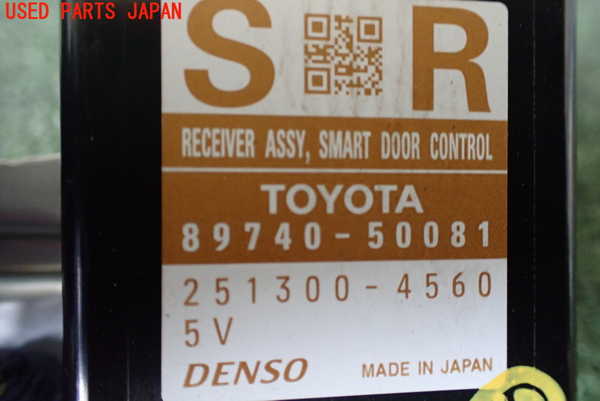 USED PARTS JAPAN
S R
RECEIVER ASSY, SMART DOOR CONTROL
TOYOTA
89740-50081
251300-4560
5V
DENSO MADE IN JAPAN